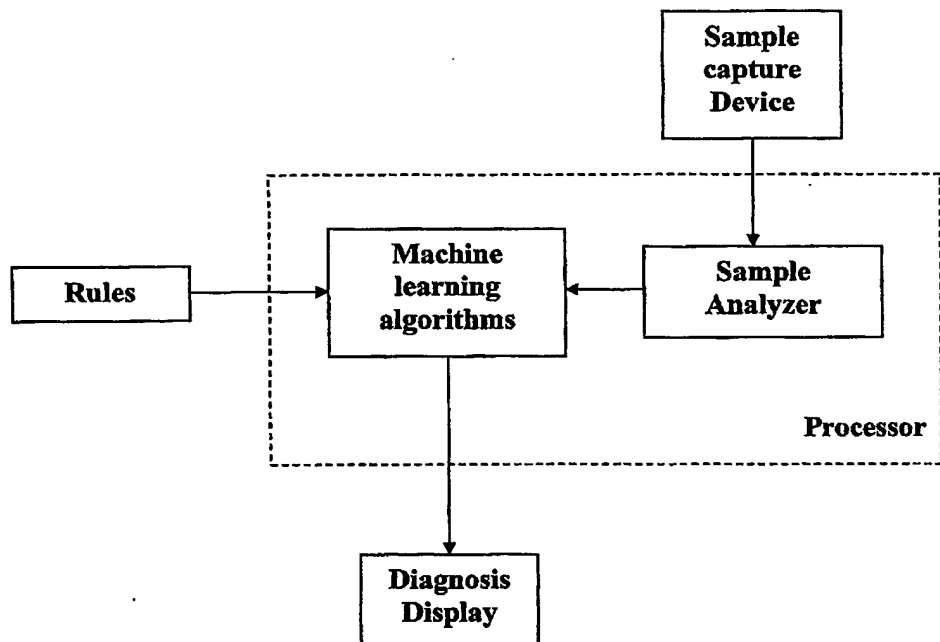 Sample
capture
Device
Machine
learning
algorithms
Sample
Analyzer
Rules
Processor
Diagnosis
Display